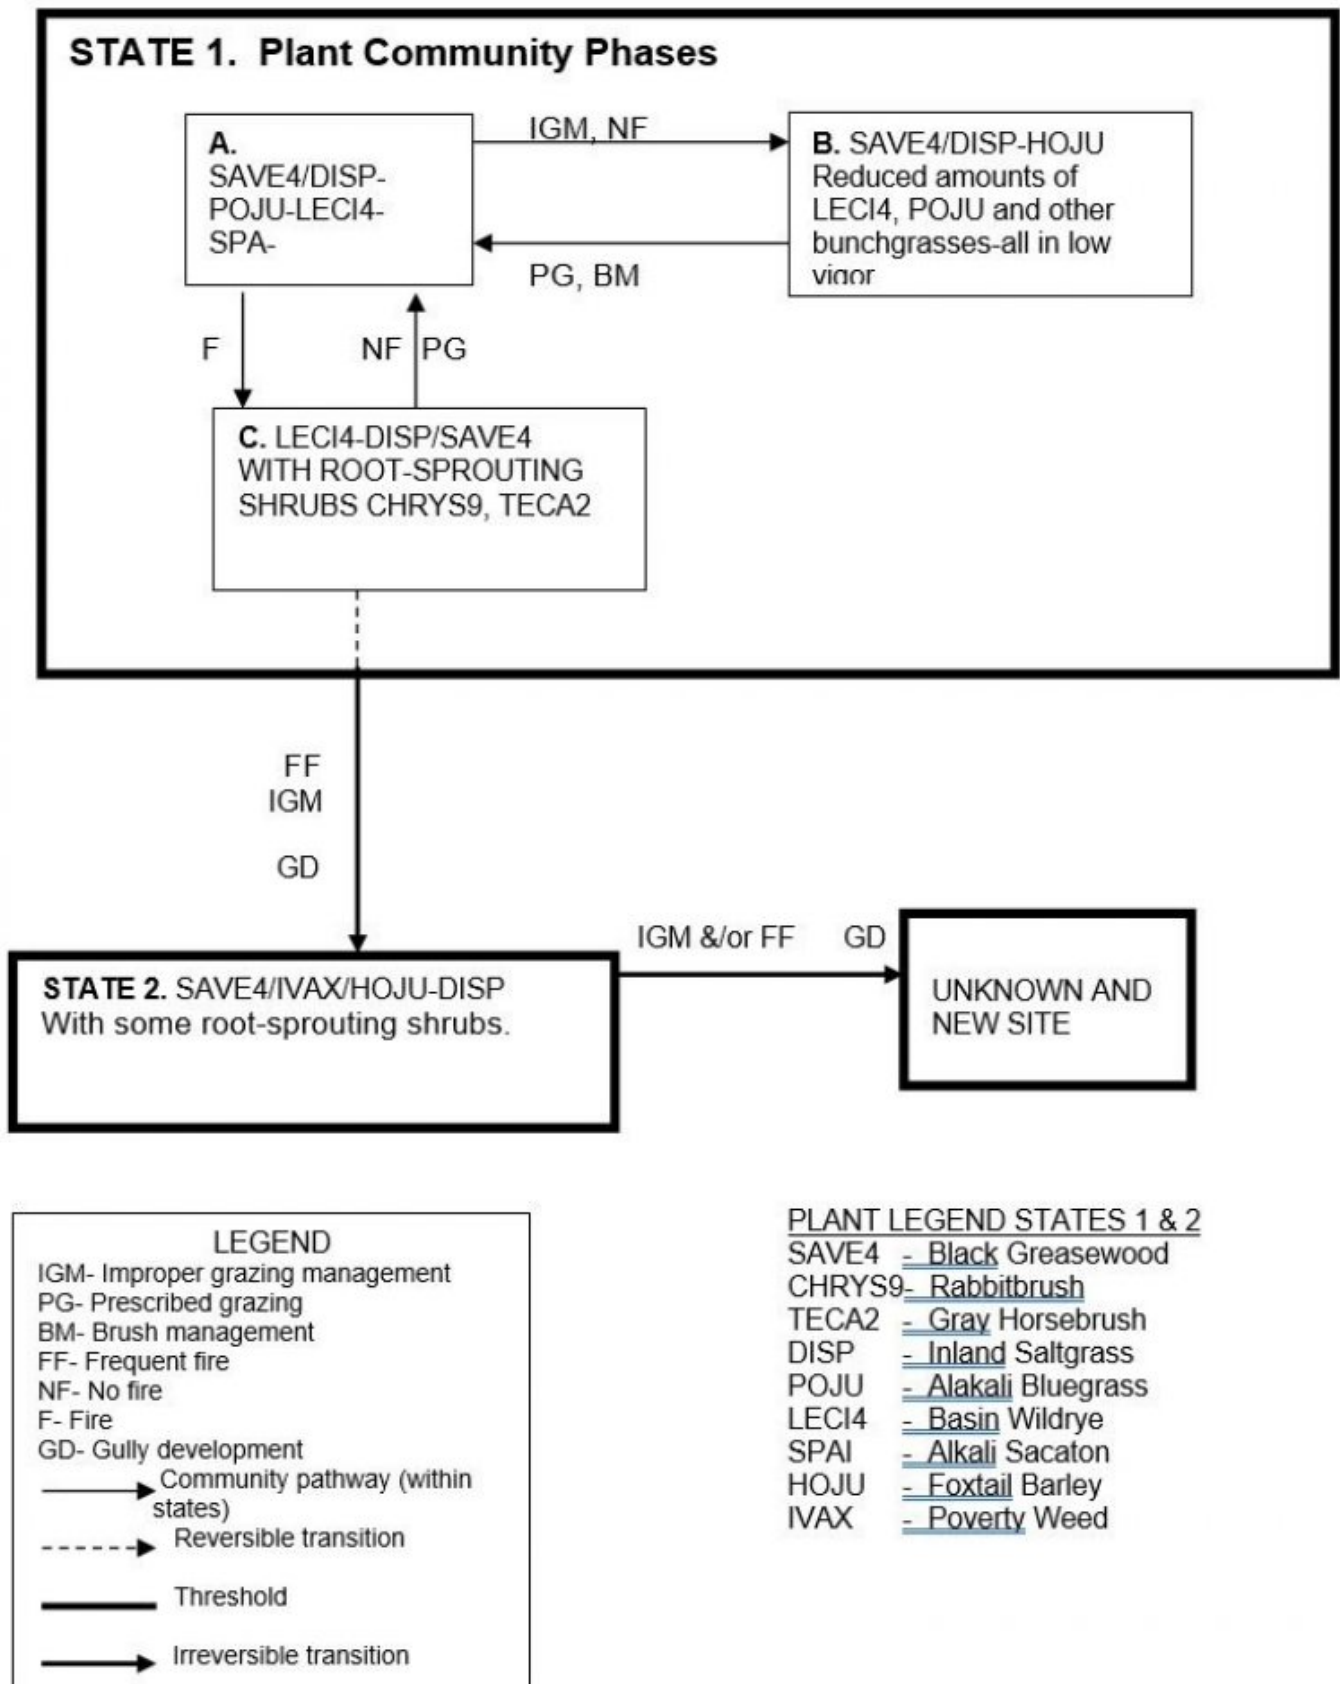 STATE 1. Plant Community Phases
A.
SAVE4/DISP-
POJU-LECI4-
SPA-
IGM, NF
B. SAVE4/DISP-HOJU
Reduced amounts of
LECI4, POJU and other
bunchgrasses-all in low
vigor
PG, BM
F
NF PG
C. LECI4-DISP/SAVE4
WITH ROOT-SPROUTING
SHRUBS CHRYS9, TECA2
FF
IGM
GD
IGM &/or FF GD
STATE 2. SAVE4/IVAX/HOJU-DISP
With some root-sprouting shrubs.
UNKNOWN AND
NEW SITE
LEGEND
IGM- Improper grazing management
PG- Prescribed grazing
BM- Brush management
FF- Frequent fire
NF- No fire
F- Fire
GD- Gully development
Community pathway (within
states)
Reversible transition
Threshold
Irreversible transition
PLANT LEGEND STATES 1 & 2
SAVE4 - Black Greasewood
CHRYS9- Rabbitbrush
TECA2 - Gray Horsebrush
DISP - Inland Saltgrass
POJU - Alakali Bluegrass
LECI4 - Basin Wildrye
SPAI - Alkali Sacaton
HOJU - Foxtail Barley
IVAX - Poverty Weed